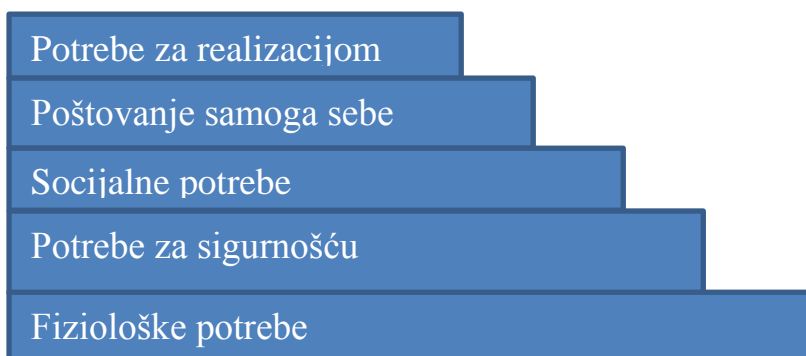 Potrebe za realizacijom
Poštovanje samoga sebe
Socijalne potrebe
Potrebe za sigurnošću
Fiziološke potrebe